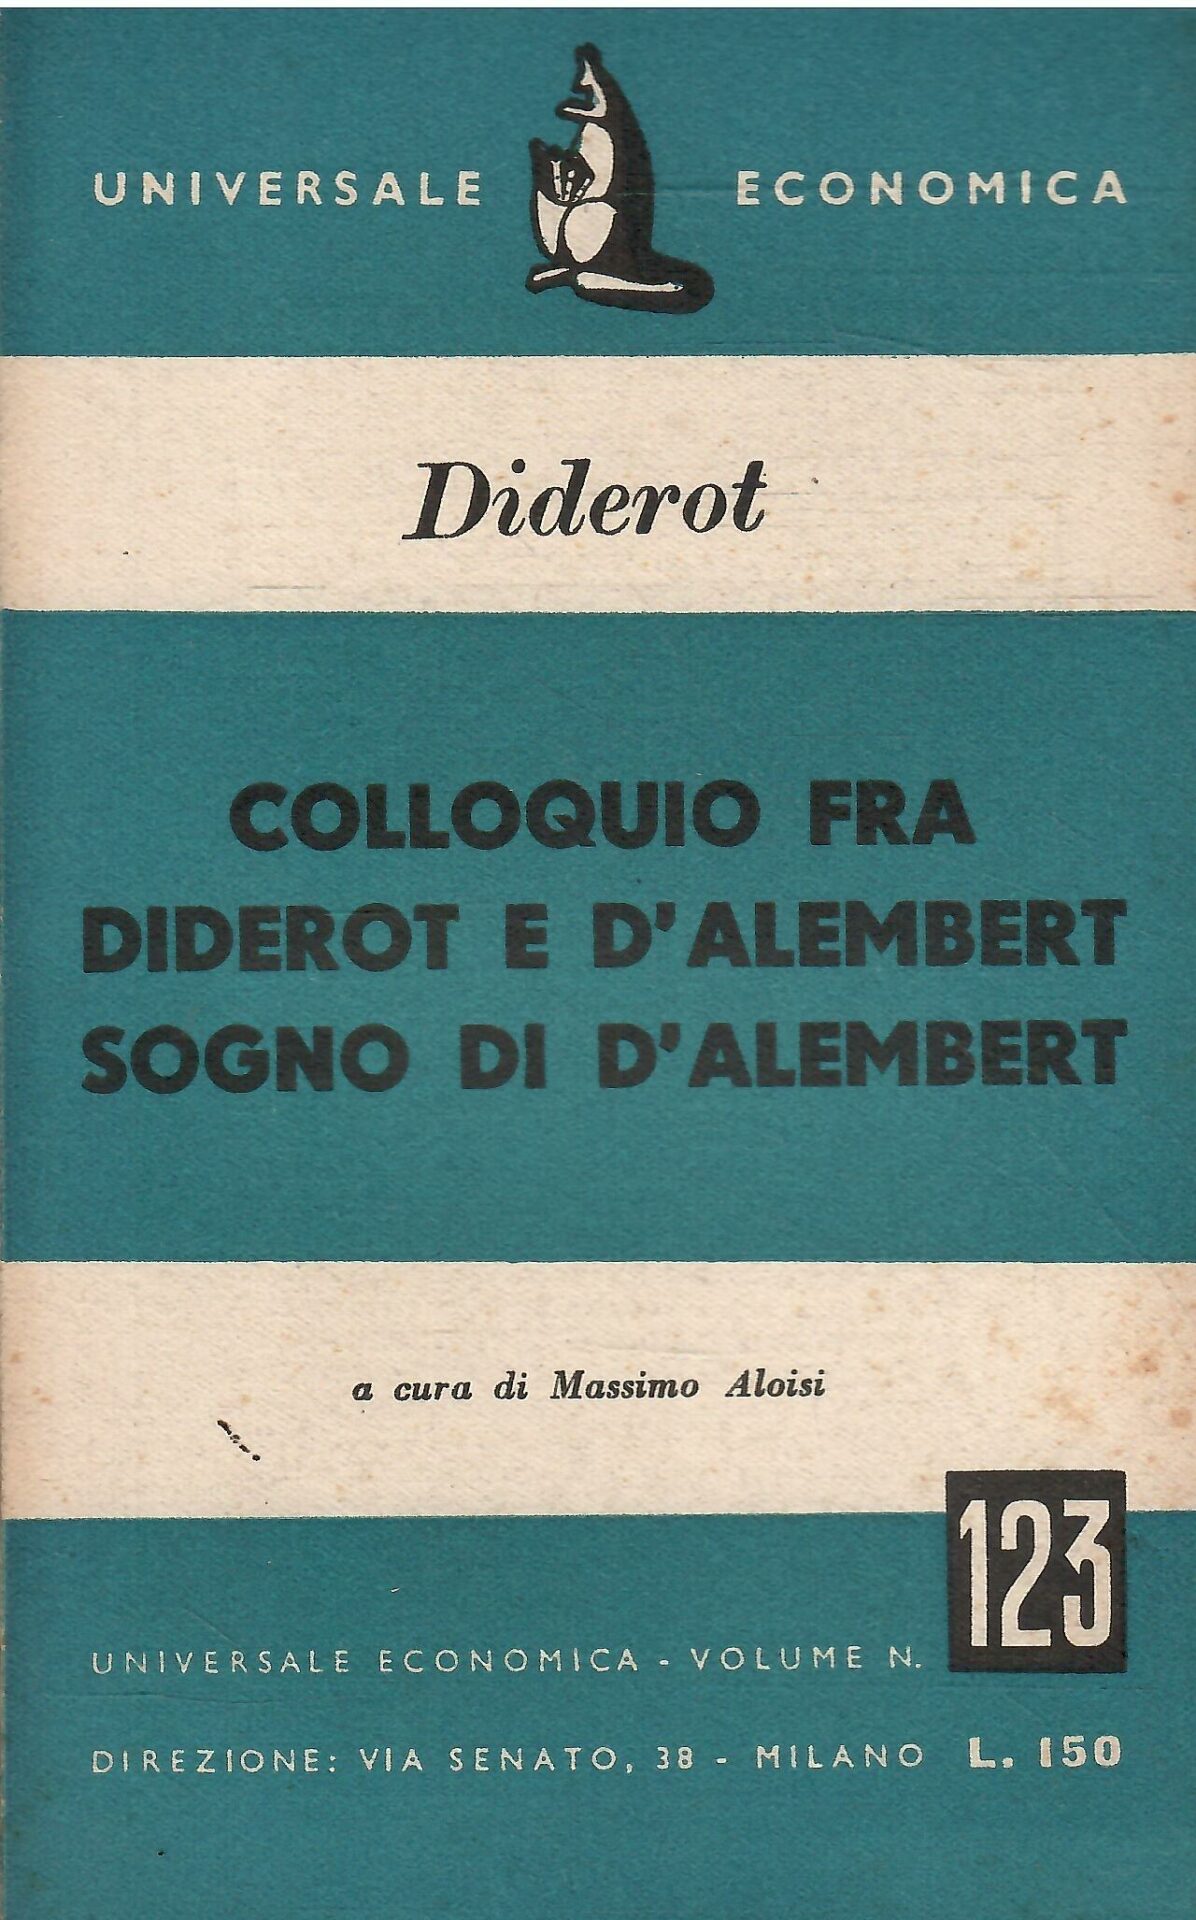 UNIVERSALE ECONOMICA
Diderot
COLLOQUIO FRA
DIDEROT E D'ALEMBERT
SOGNO DI D'ALEMBERT
a cura di Massimo Aloisi
123
UNIVERSALE ECONOMICA - VOLUME N.
DIREZIONE: VIA SENATO, 38 - MILANO L. 150